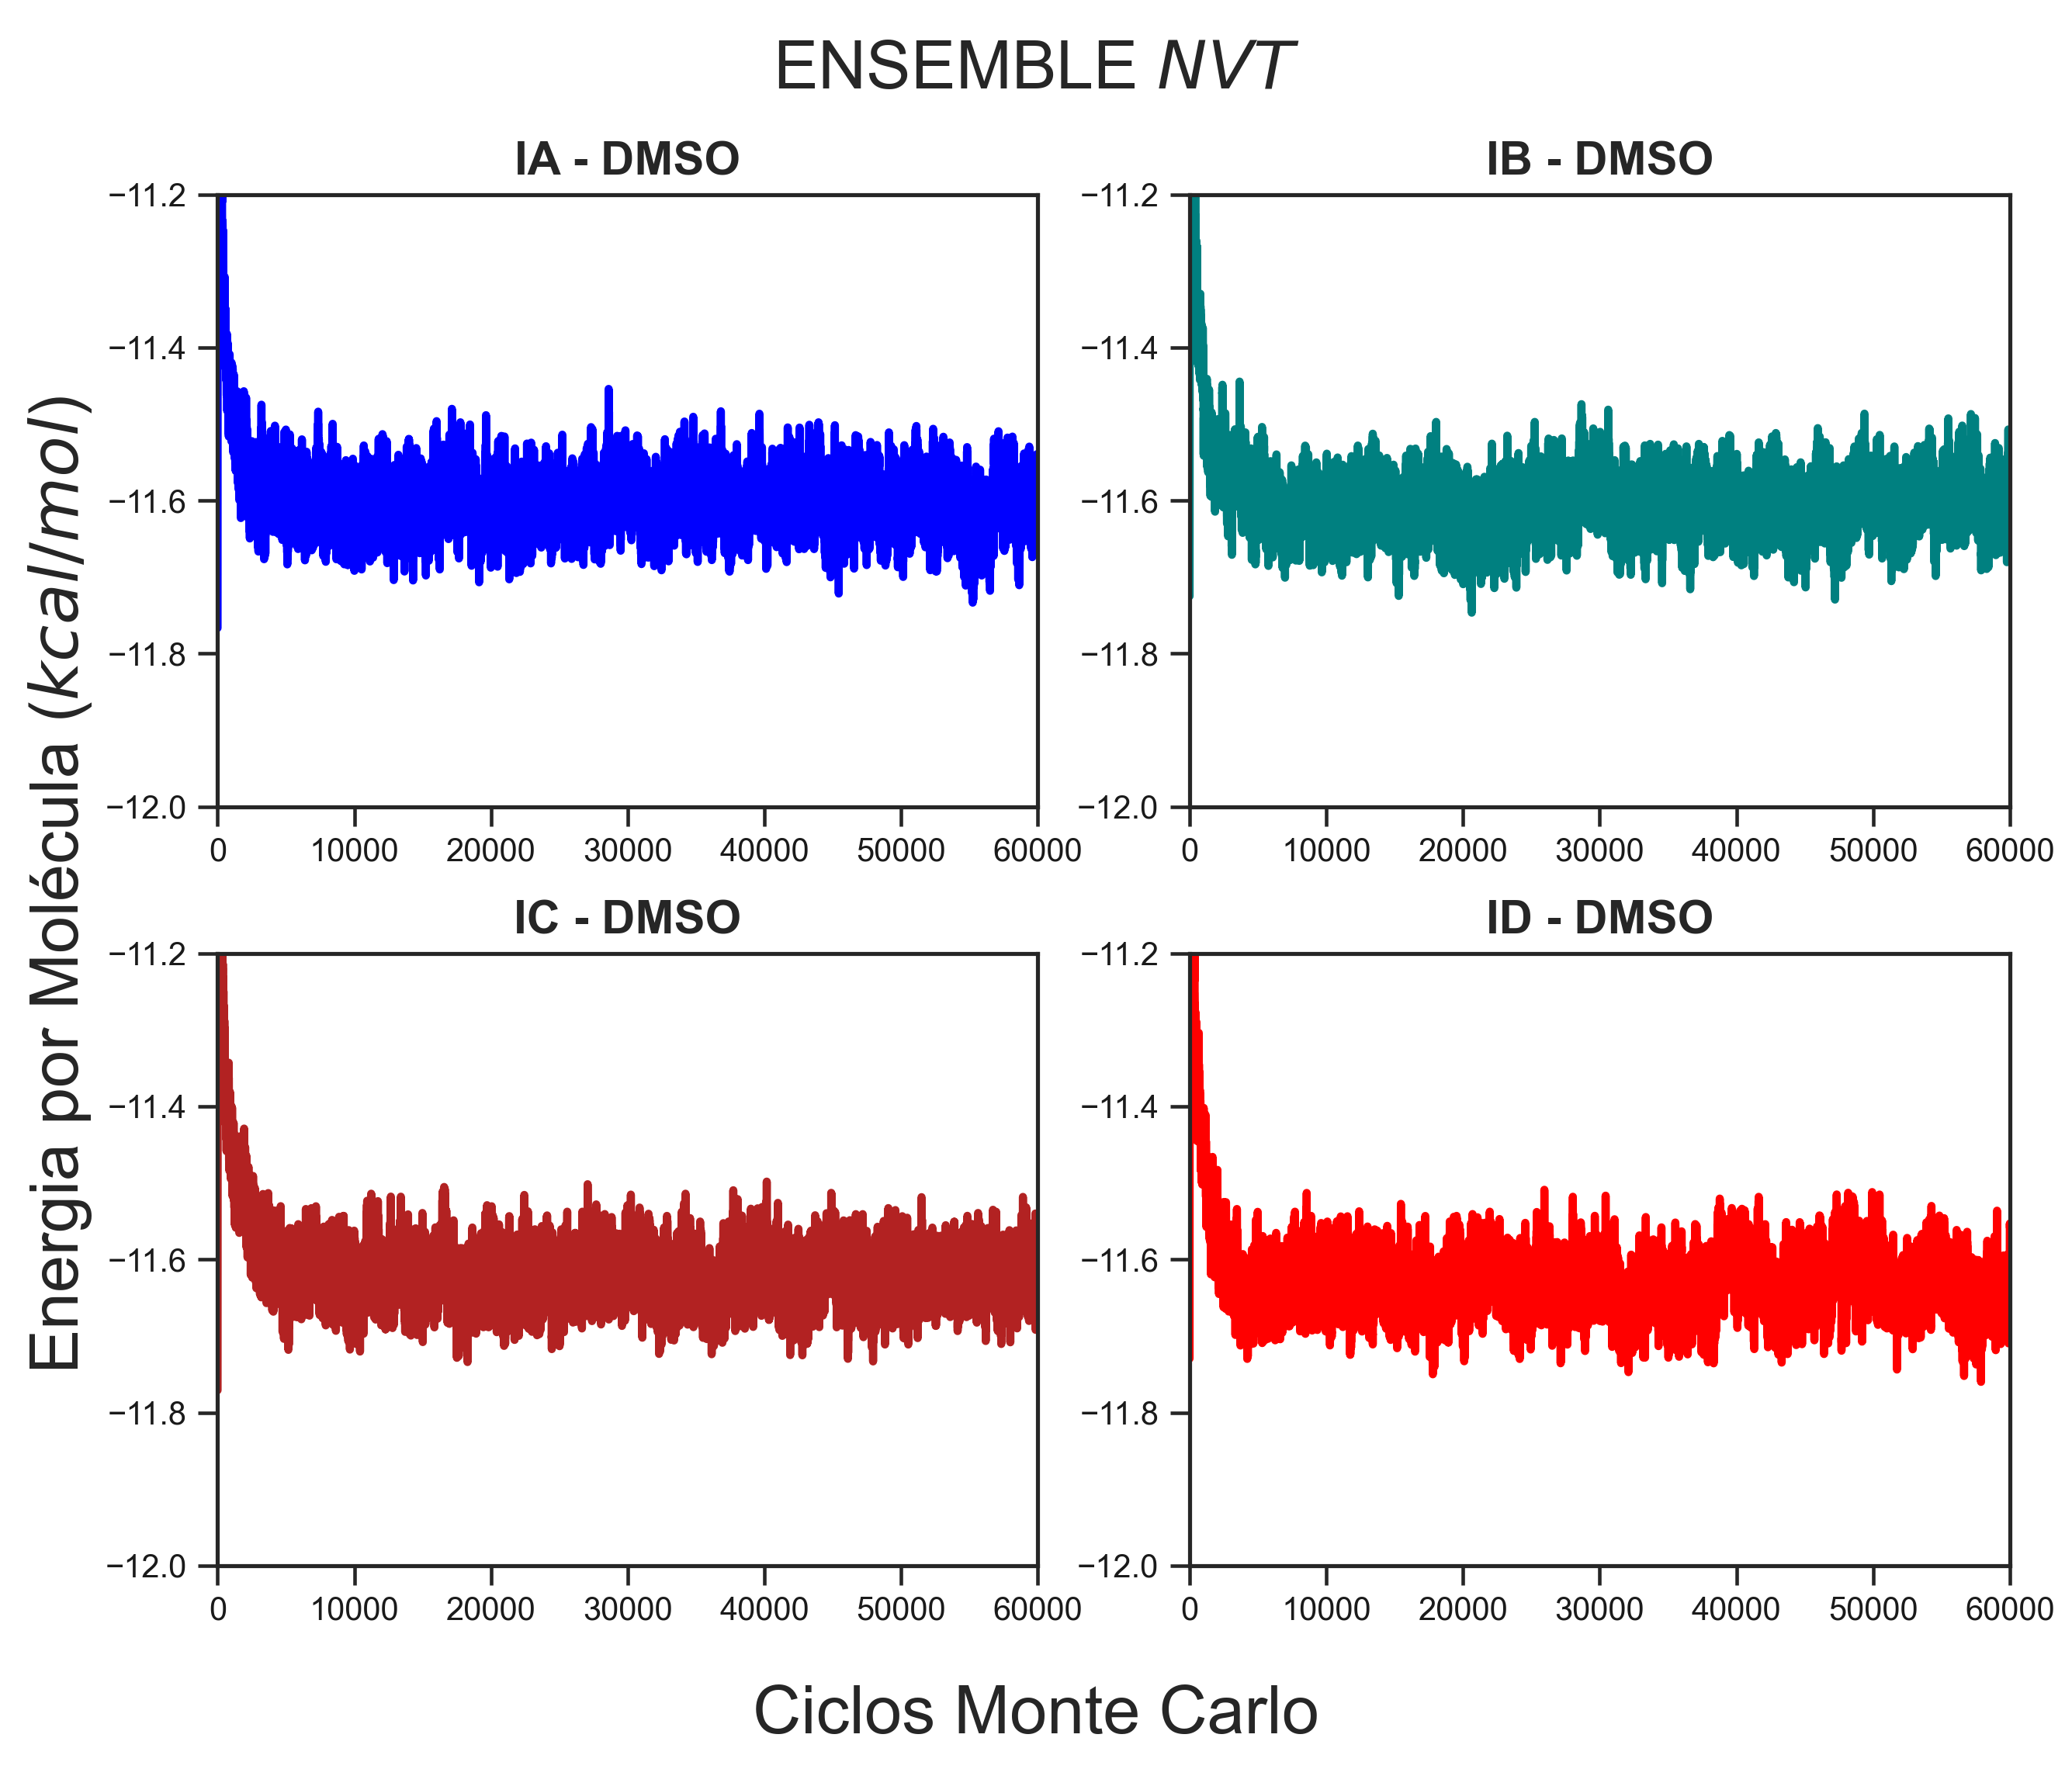 ENSEMBLE NVT
Energia por Molécula (kcal/mol)
IA - DMSO
−11.2
−11.4
−11.6
−11.8
−12.0
0 10000 20000 30000 40000 50000 60000
IB - DMSO
−11.2
−11.4
−11.6
−11.8
−12.0
0 10000 20000 30000 40000 50000 60000
IC - DMSO
−11.2
−11.4
−11.6
−11.8
−12.0
0 10000 20000 30000 40000 50000 60000
ID - DMSO
−11.2
−11.4
−11.6
−11.8
−12.0
0 10000 20000 30000 40000 50000 60000
Ciclos Monte Carlo